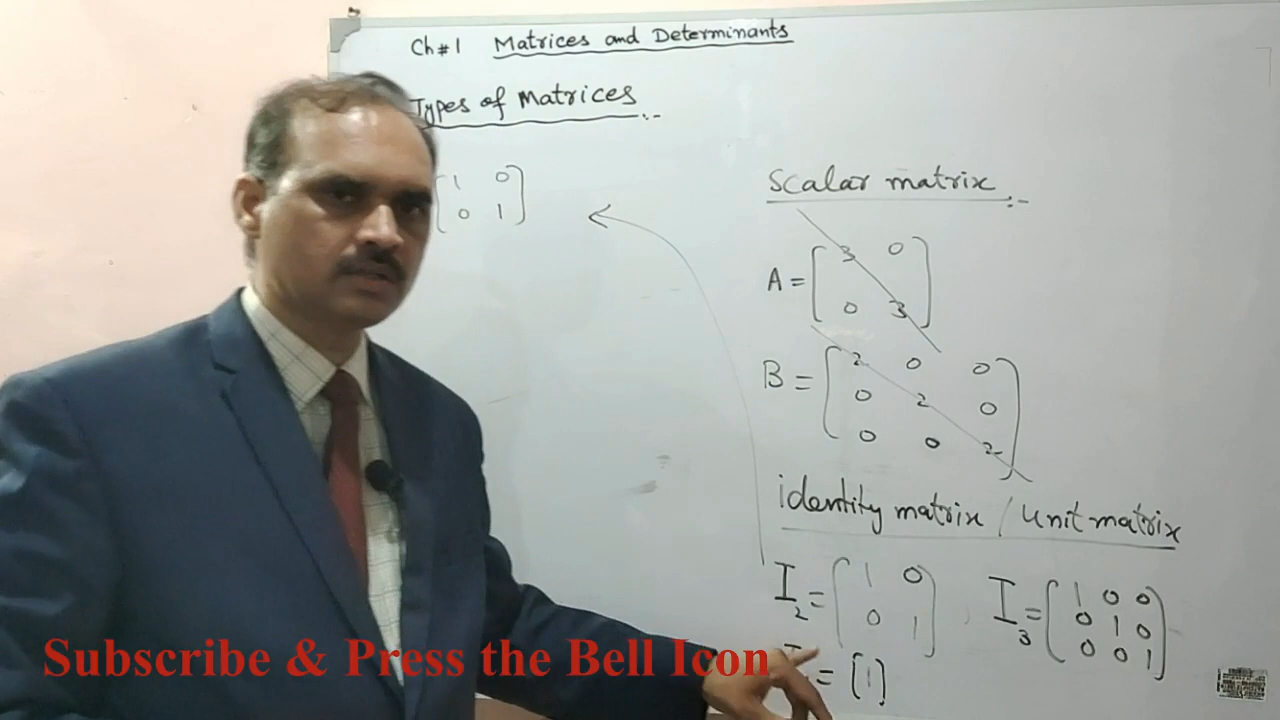 Ch # 1 Matrices and Determinants
Types of Matrices :-
1 0
0 1
Scalar matrix :-
A = [ 3 0
0 3 ]
B = [ 2 0 0
0 2 0
0 0 2 ]
identity matrix / unit matrix
I₂ = [ 1 0
0 1 ]
I₃ = [ 1 0 0
0 1 0
0 0 1 ]
= [1]
Subscribe & Press the Bell Icon